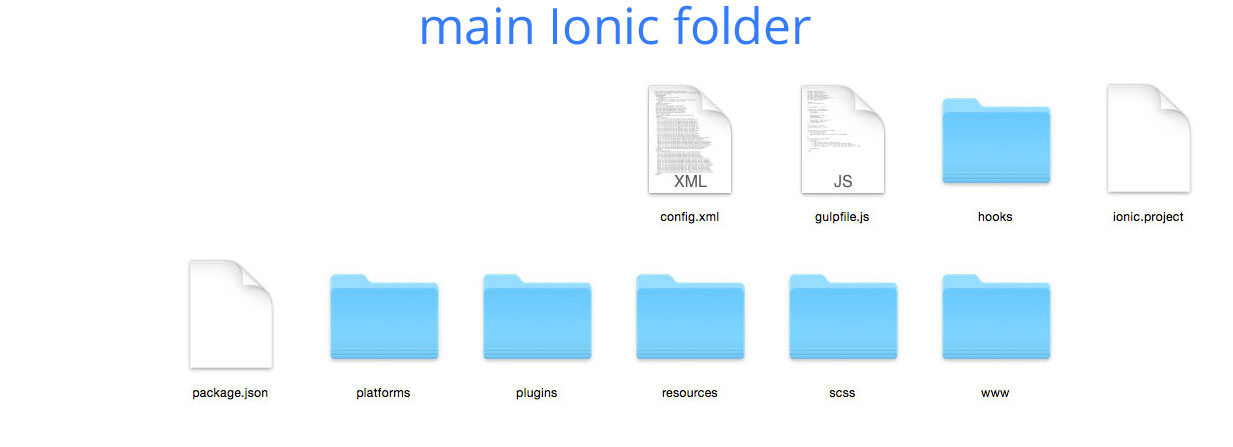 main Ionic folder
XML
JS
config.xml
gulpfile.js
hooks
ionic.project
package.json
platforms
plugins
resources
scss
www